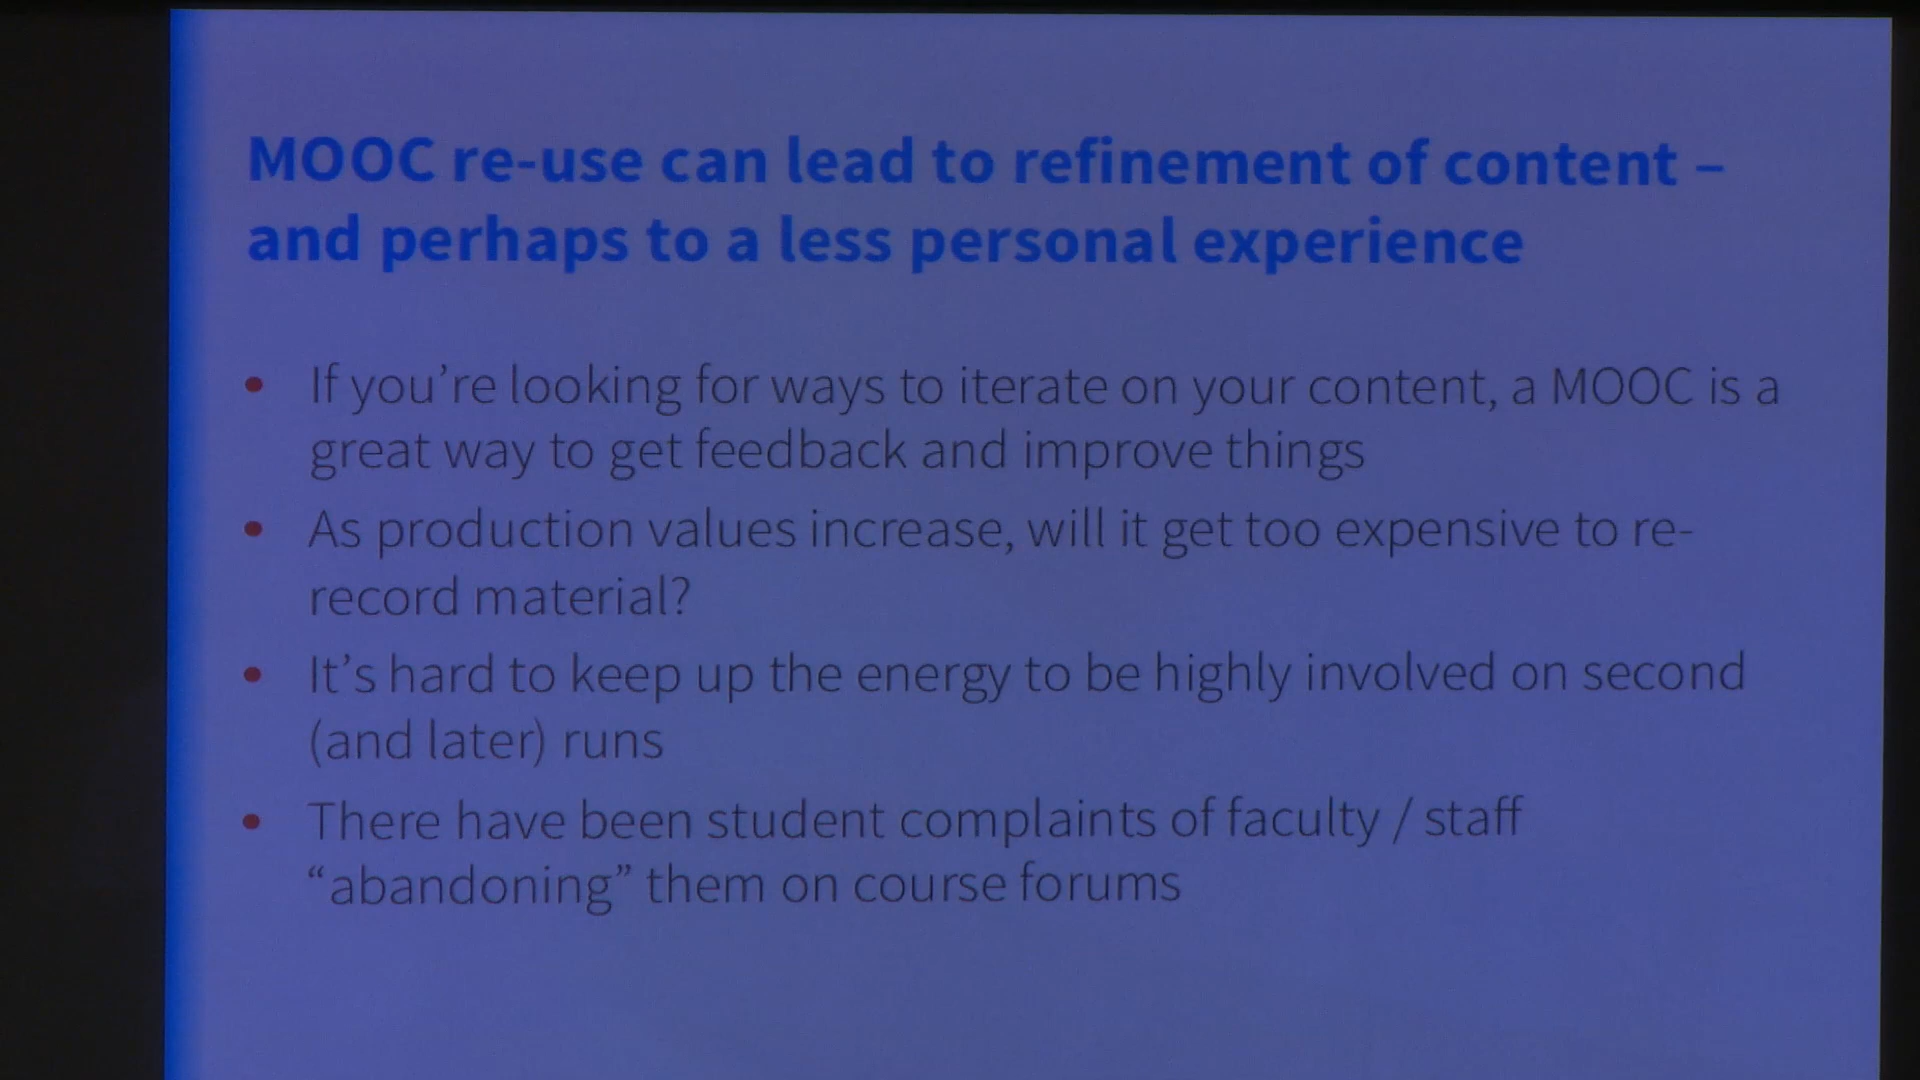 MOOC re-use can lead to refinement of content –
and perhaps to a less personal experience
• If you’re looking for ways to iterate on your content, a MOOC is a
great way to get feedback and improve things
• As production values increase, will it get too expensive to re-
record material?
• It’s hard to keep up the energy to be highly involved on second
(and later) runs
• There have been student complaints of faculty / staff
“abandoning” them on course forums